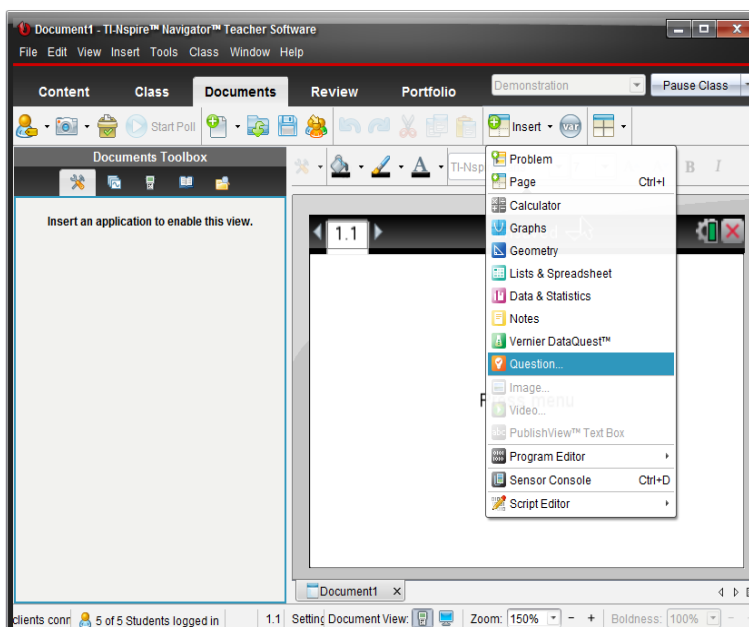 Document1 - TI-Nspire™ Navigator™ Teacher Software
File Edit View Insert Tools Class Window Help
Content Class Documents Review Portfolio Demonstration Pause Class
Start Poll Insert var
Documents Toolbox
TI-Nsp B I
Insert an application to enable this view.
1.1
Problem
Page Ctrl+I
Calculator
Graphs
Geometry
Lists & Spreadsheet
Data & Statistics
Notes
Vernier DataQuest™
Question...
Image...
Video...
PublishView™ Text Box
Program Editor
Sensor Console Ctrl+D
Script Editor
menu
Document1
clients conr 5 of 5 Students logged in 1.1 Setting Document View: Zoom: 150% - + Boldness: 100% -